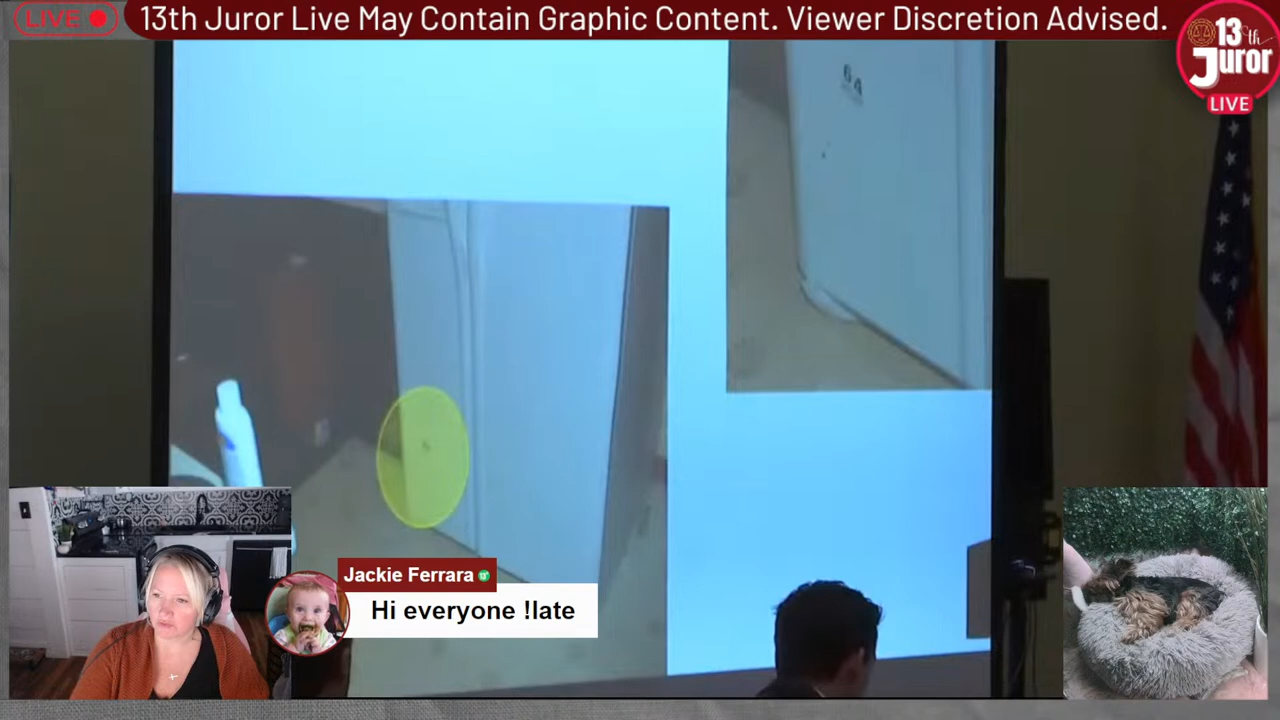 LIVE
13th Juror Live May Contain Graphic Content. Viewer Discretion Advised.
13th
Juror
LIVE
64
Jackie Ferrara
Hi everyone !late